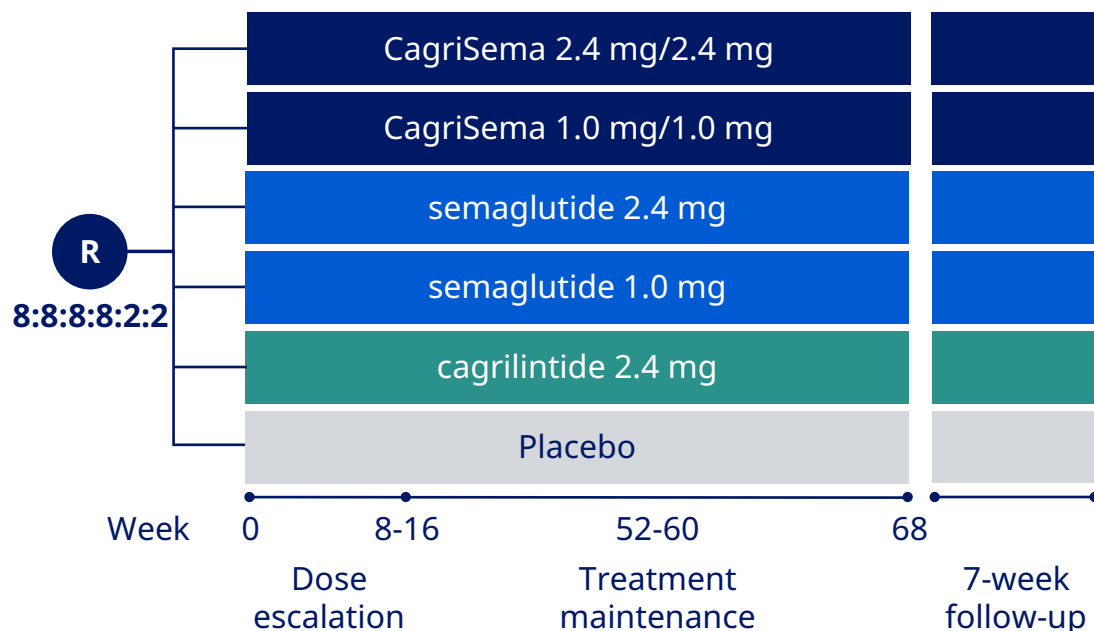 CagriSema 2.4 mg/2.4 mg
CagriSema 1.0 mg/1.0 mg
semaglutide 2.4 mg
R
semaglutide 1.0 mg
8:8:8:8:2:2
cagrilintide 2.4 mg
Placebo
Week 0 8-16 52-60 68
Dose escalation
Treatment maintenance
7-week follow-up